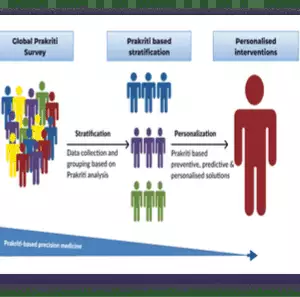 Global Prakriti
Survey
Prakriti based
stratification
Personalised
interventions
Stratification
Data collection and
grouping based on
Prakriti analysis
Personalization
Prakriti based
preventive, predictive &
personalised solutions
Prakriti-based precision medicine